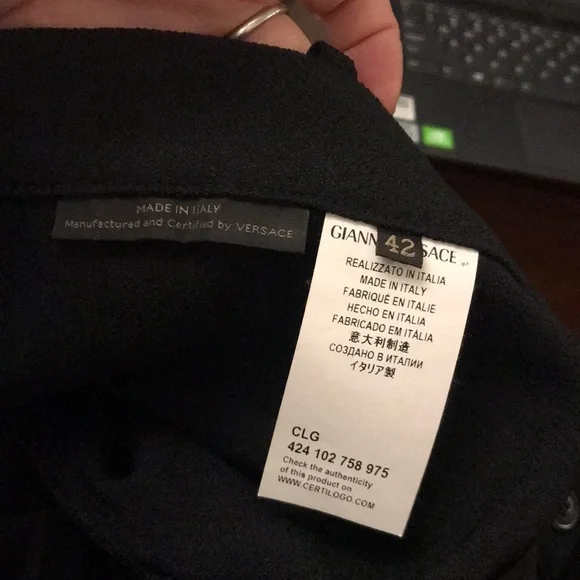 MADE IN ITALY
Manufactured and Certified by VERSACE
42
GIANN SACE
REALIZZATO IN ITALIA
MADE IN ITALY
FABRIQUÉ EN ITALIE
HECHO EN ITALIA
FABRICADO EM ITÁLIA
意大利制造
СОЗДАНО В ИТАЛИИ
イタリア製
CLG
424 102 758 975
Check the authenticity
of this product on
WWW.CERTILOGO.COM